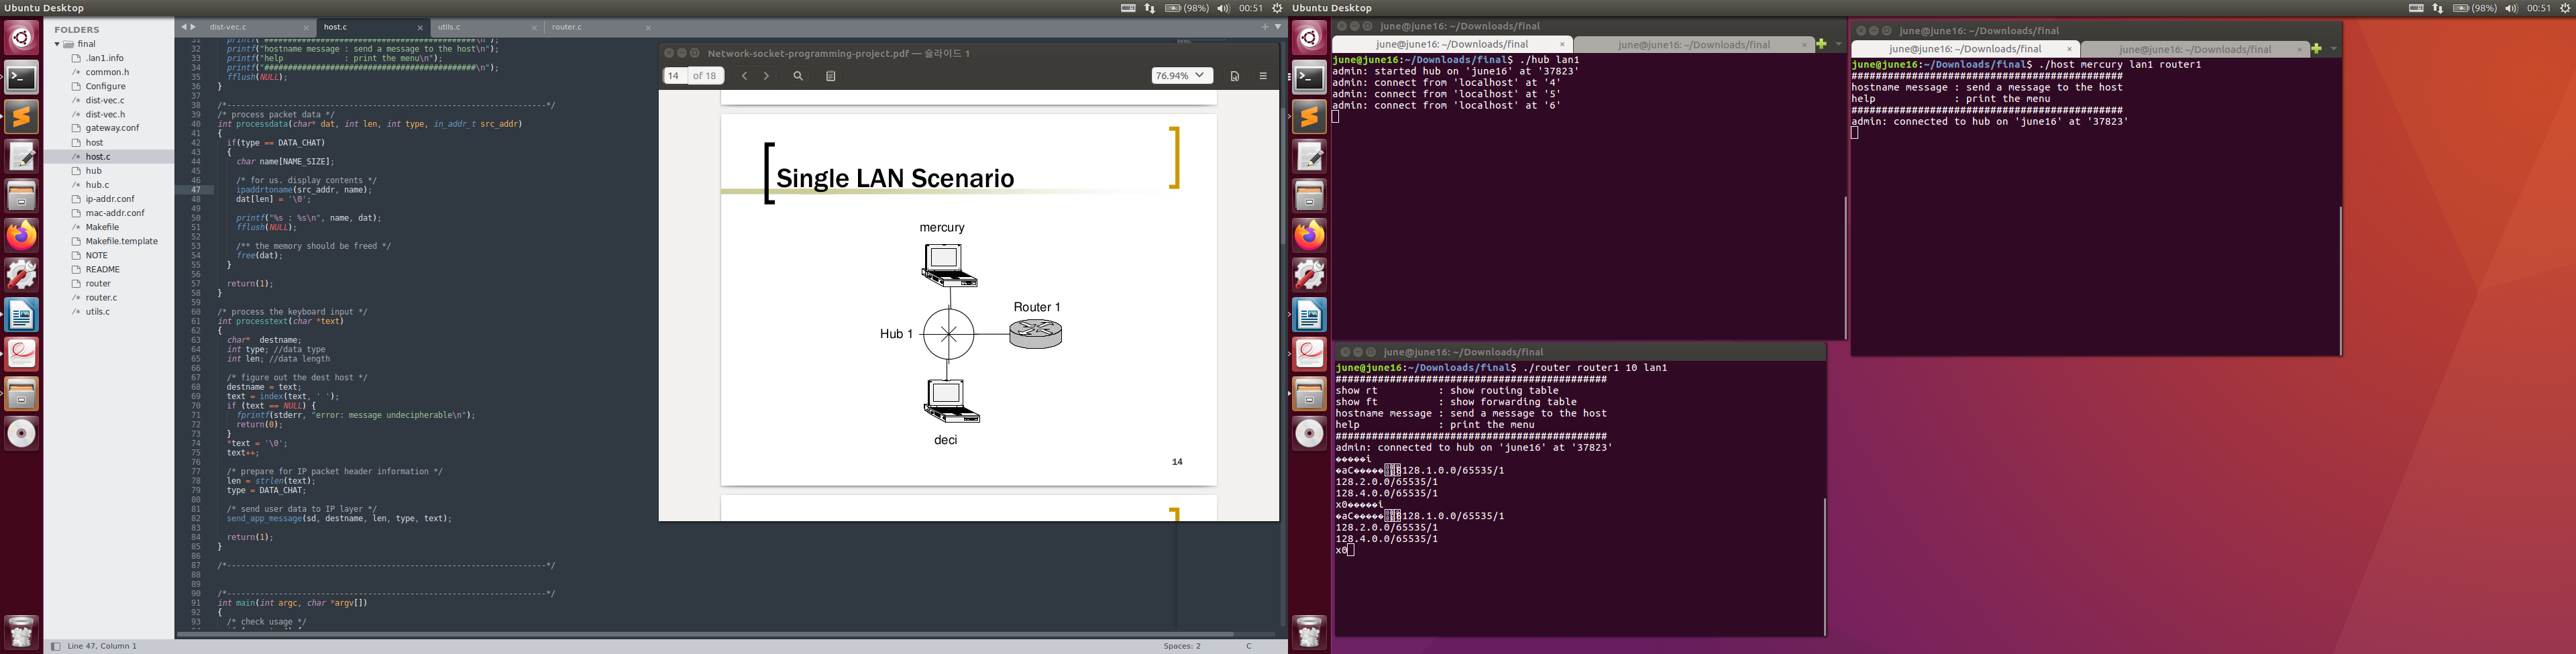 Ubuntu Desktop
(98%)
00:51
FOLDERS
final
.lan1.info
common.h
Configure
dist-vec.c
dist-vec.h
gateway.conf
host
host.c
hub
hub.c
ip-addr.conf
mac-addr.conf
Makefile
Makefile.template
NOTE
README
router
router.c
utils.c
dist-vec.c
host.c
utils.c
router.c
32 printf("hostname message : send a message to the host\n");
33 printf("help : print the menu\n");
34 printf("#############################################\n");
35 fflush(NULL);
36 }
37
38 /*----------------------------------------------------------------*/
39 /* process packet data */
40 int processdata(char* dat, int len, int type, in_addr_t src_addr)
41 {
42 if(type == DATA_CHAT)
43 {
44 char name[NAME_SIZE];
45
46 /* for us. display contents */
47 ipaddrtoname(src_addr, name);
48 dat[len] = '\0';
49
50 printf("%s : %s\n", name, dat);
51 fflush(NULL);
52
53 /** the memory should be freed */
54 free(dat);
55 }
56
57 return(1);
58 }
59
60 /* process the keyboard input */
61 int processtext(char *text)
62 {
63 char* destname;
64 int type; //data type
65 int len; //data length
66
67 /* figure out the dest host */
68 destname = text;
69 text = index(text, ' ');
70 if (text == NULL) {
71 fprintf(stderr, "error: message undecipherable\n");
72 return(0);
73 }
74 *text = '\0';
75 text++;
76
77 /* prepare for IP packet header information */
78 len = strlen(text);
79 type = DATA_CHAT;
80
81 /* send user data to IP layer */
82 send_app_message(sd, destname, len, type, text);
83
84 return(1);
85 }
86
87 /*----------------------------------------------------------------*/
88
89
90 /*----------------------------------------------------------------*/
91 int main(int argc, char *argv[])
92 {
93 /* check usage */
Line 47, Column 1
Spaces: 2
C
Network-socket-programming-project.pdf — 슬라이드 1
14 of 18
76.94%
Single LAN Scenario
mercury
Router 1
Hub 1
deci
14
Ubuntu Desktop
(98%)
00:51
june@june16: ~/Downloads/final
june@june16: ~/Downloads/final
june@june16: ~/Downloads/final
june@june16:~/Downloads/final$ ./hub lan1
admin: started hub on 'june16' at '37823'
admin: connect from 'localhost' at '4'
admin: connect from 'localhost' at '5'
admin: connect from 'localhost' at '6'
june@june16: ~/Downloads/final
june@june16: ~/Downloads/final
june@june16: ~/Downloads/final
june@june16:~/Downloads/final$ ./host mercury lan1 router1
#############################################
hostname message : send a message to the host
help : print the menu
#############################################
admin: connected to hub on 'june16' at '37823'
june@june16: ~/Downloads/final
june@june16:~/Downloads/final$ ./router router1 10 lan1
#############################################
show rt : show routing table
show ft : show forwarding table
hostname message : send a message to the host
help : print the menu
#############################################
admin: connected to hub on 'june16' at '37823'
�����i
�aC�����128.1.0.0/65535/1
128.2.0.0/65535/1
128.4.0.0/65535/1
x0�����i
�aC�����128.1.0.0/65535/1
128.2.0.0/65535/1
128.4.0.0/65535/1
x0